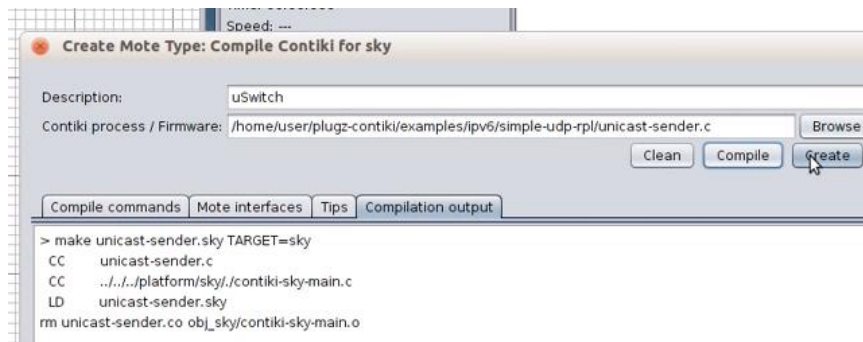 Speed: ---
Create Mote Type: Compile Contiki for sky
Description:
uSwitch
Contiki process / Firmware:
/home/user/plugz-contiki/examples/ipv6/simple-udp-rpl/unicast-sender.c
Browse
Clean
Compile
Create
Compile commands
Mote interfaces
Tips
Compilation output
> make unicast-sender.sky TARGET=sky
CC unicast-sender.c
CC ../../../platform/sky/./contiki-sky-main.c
LD unicast-sender.sky
rm unicast-sender.co obj_sky/contiki-sky-main.o